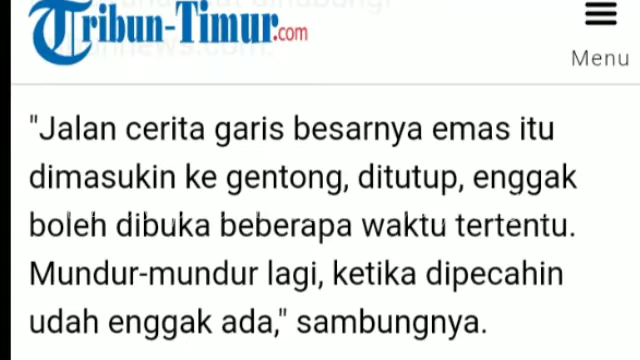 Tribun-Timur.com
Menu
"Jalan cerita garis besarnya emas itu
dimasukin ke gentong, ditutup, enggak
boleh dibuka beberapa waktu tertentu.
Mundur-mundur lagi, ketika dipecahin
udah enggak ada," sambungnya.